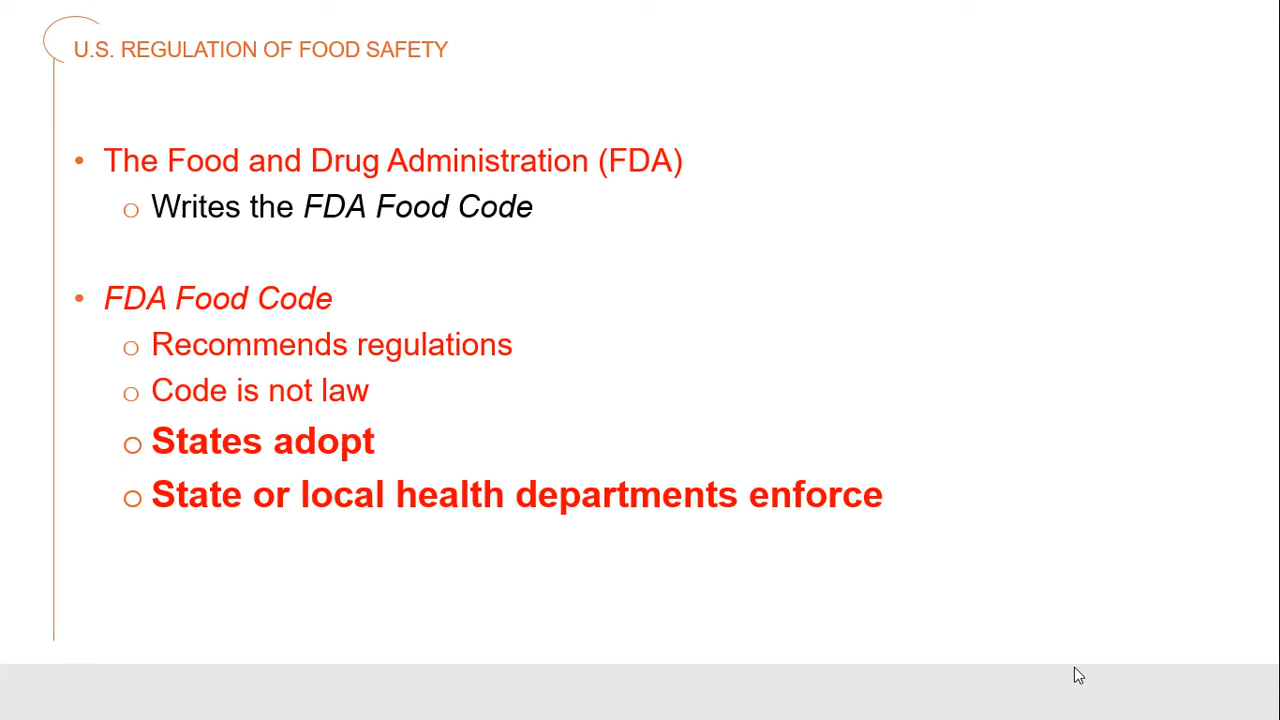 U.S. REGULATION OF FOOD SAFETY
• The Food and Drug Administration (FDA)
o Writes the FDA Food Code
• FDA Food Code
o Recommends regulations
o Code is not law
o States adopt
o State or local health departments enforce